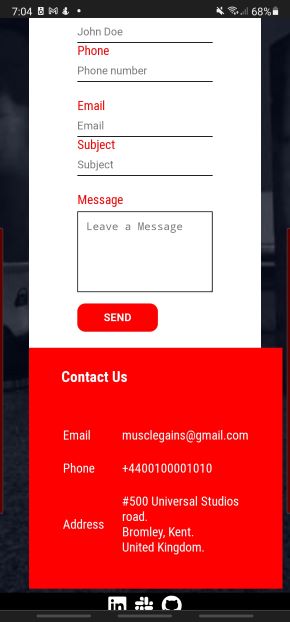 7:04 68%
John Doe
Phone
Phone number
Email
Email
Subject
Subject
Message
Leave a Message
SEND
Contact Us
Email musclegains@gmail.com
Phone +4400100001010
Address #500 Universal Studios
road.
Bromley, Kent.
United Kingdom.
in